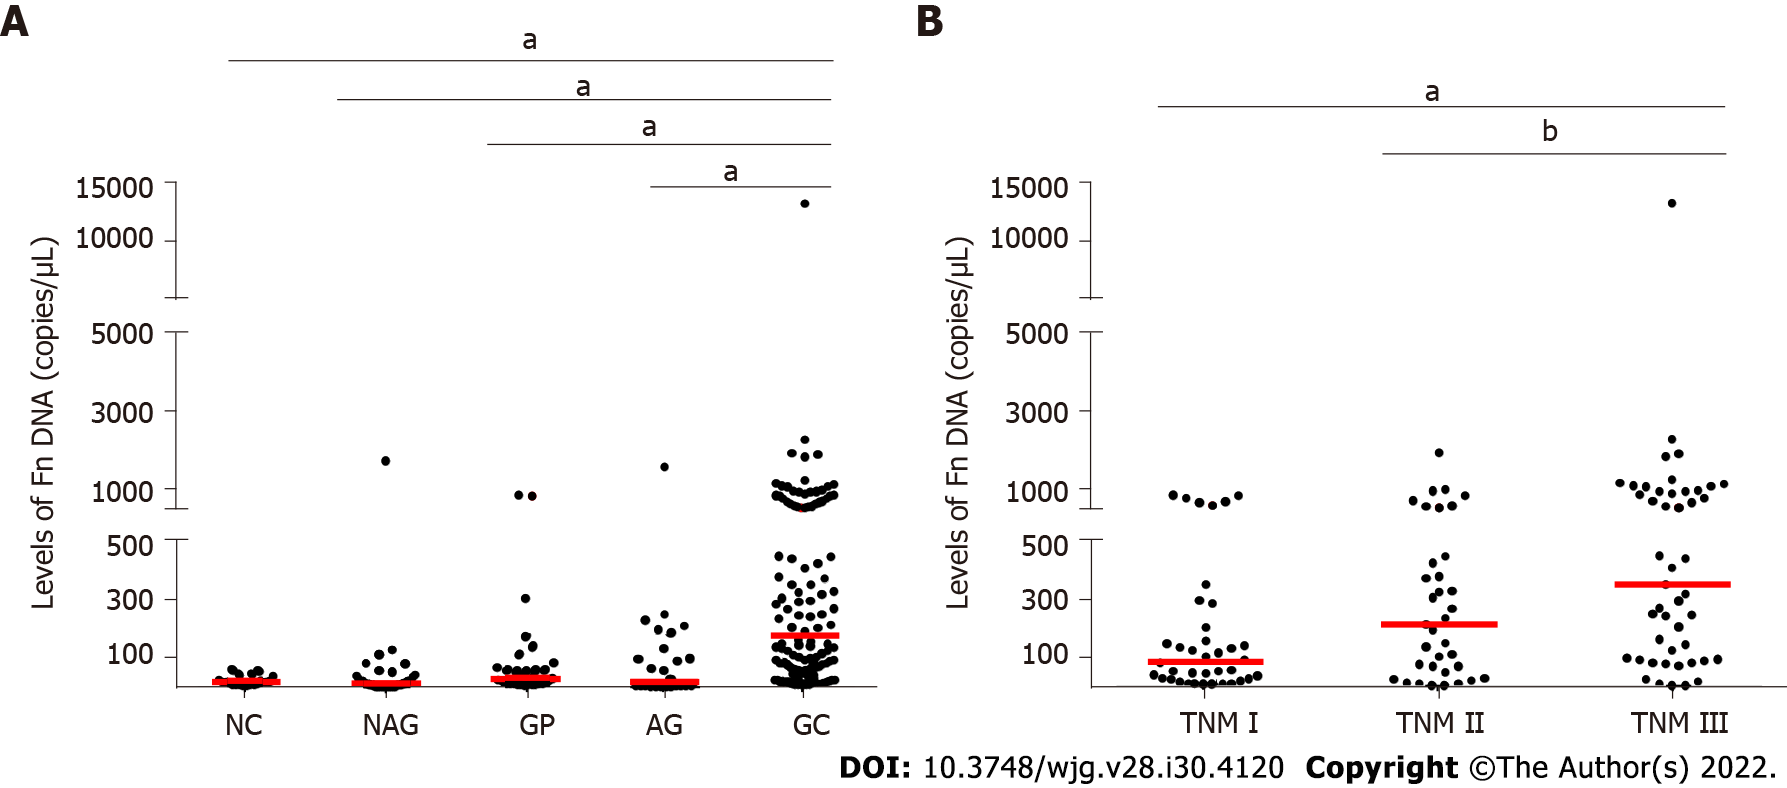 A
a
a
a
a
15000
10000
5000
3000
1000
500
300
100
Levels of Fn DNA (copies/µL)
NC NAG GP AG GC
B
a
b
15000
10000
5000
3000
1000
500
300
100
Levels of Fn DNA (copies/µL)
TNM I TNM II TNM III
DOI: 10.3748/wjg.v28.i30.4120 Copyright ©The Author(s) 2022.